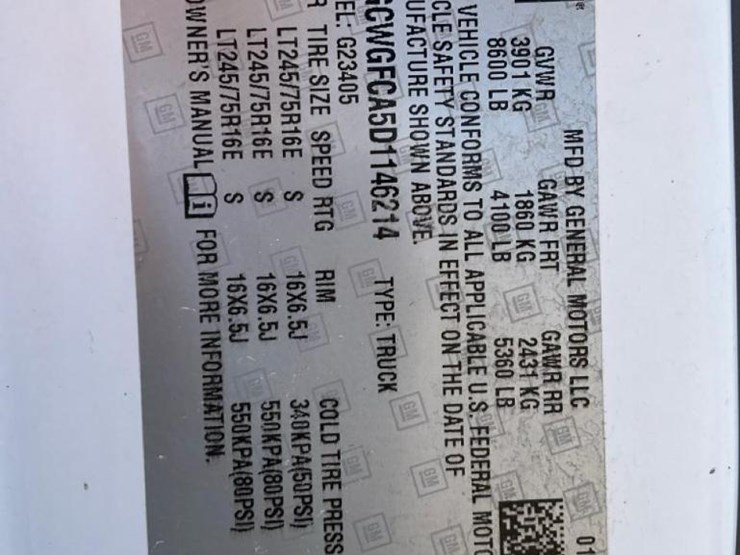 MFD BY GENERAL MOTORS LLC 01
GVWR GAWR FRT GAWR RR
3901 KG 1860 KG 2431 KG
8600 LB 4100 LB 5360 LB
VEHICLE CONFORMS TO ALL APPLICABLE U.S. FEDERAL MOTO
CLE SAFETY STANDARDS IN EFFECT ON THE DATE OF
UFACTURE SHOWN ABOVE.
GCWGFCA5D1146214 TYPE: TRUCK
EL: G23405
R TIRE SIZE SPEED RTG RIM COLD TIRE PRESS
LT245/75R16E S 16X6.5J 340KPA(50PSI)
LT245/75R16E S 16X6.5J 550KPA(80PSI)
LT245/75R16E S 16X6.5J 550KPA(80PSI)
OWNER'S MANUAL i FOR MORE INFORMATION.